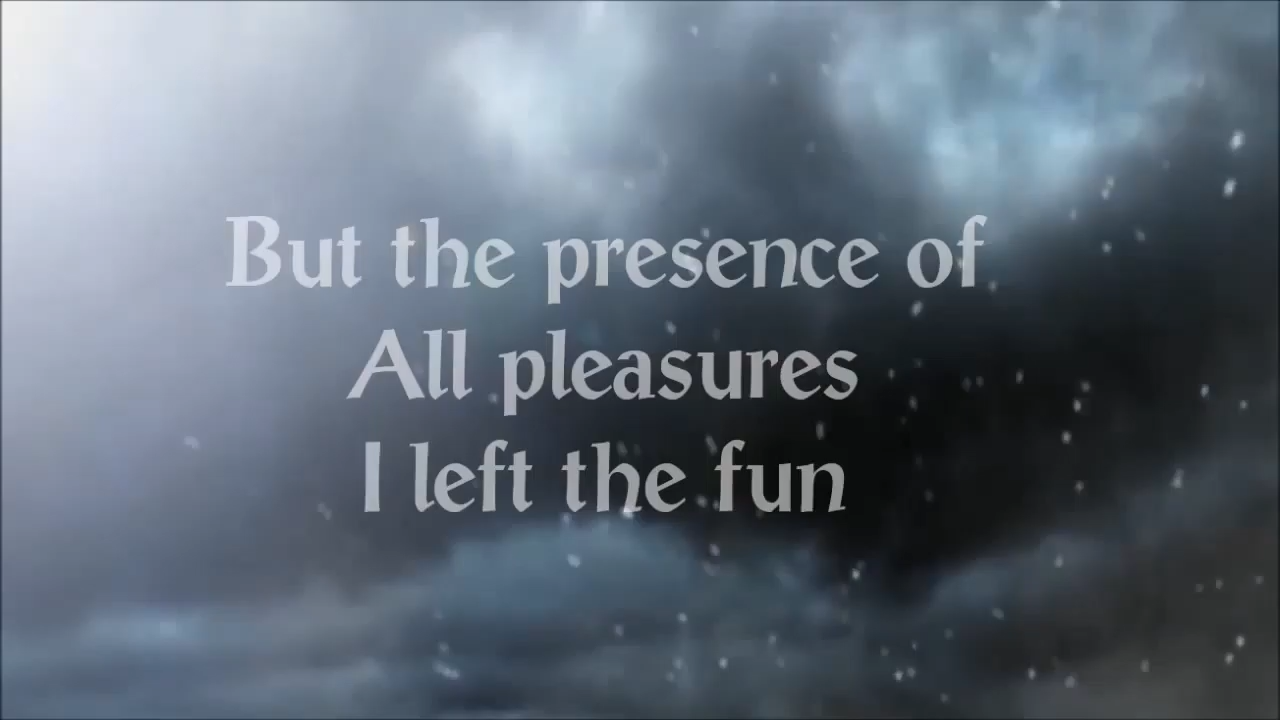 But the presence of
All pleasures
I left the fun